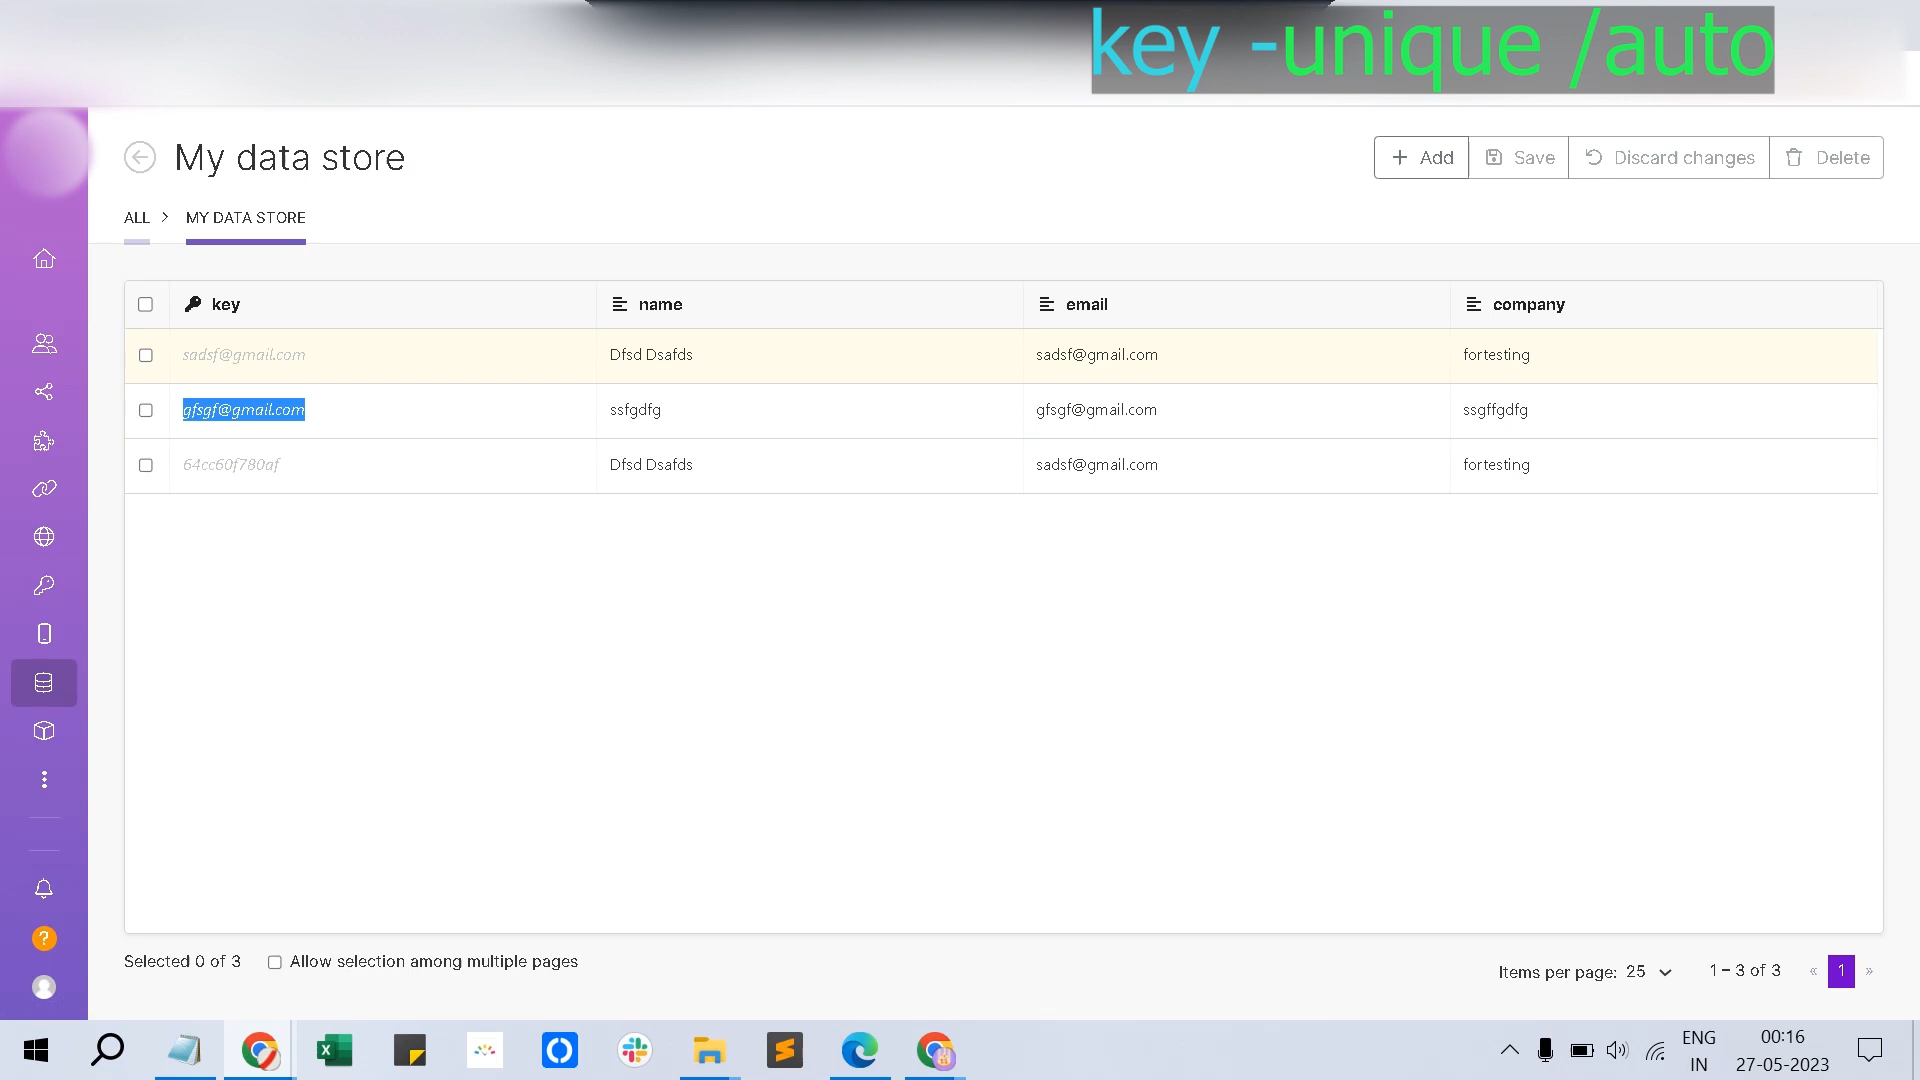 key -unique /auto
My data store
Add
Save
Discard changes
Delete
ALL > MY DATA STORE
key name email company
sadsf@gmail.com Dfsd Dsafds sadsf@gmail.com fortesting
gfsgf@gmail.com ssfgdfg gfsgf@gmail.com ssgffgdfg
64cc60f780af Dfsd Dsafds sadsf@gmail.com fortesting
?
Selected 0 of 3
Allow selection among multiple pages
Items per page: 25
1 – 3 of 3
« 1 »
ENG
IN
00:16
27-05-2023